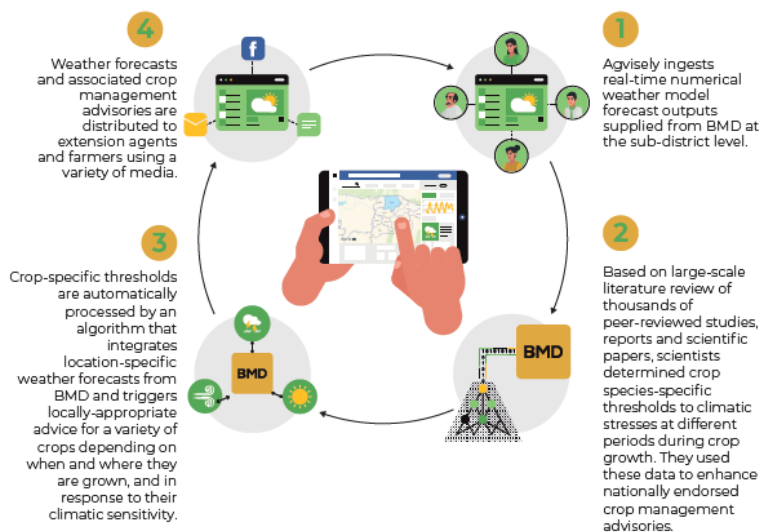 1
Agvisely ingests
real-time numerical
weather model
forecast outputs
supplied from BMD at
the sub-district level.
2
Based on large-scale
literature review of
thousands of
peer-reviewed studies,
reports and scientific
papers, scientists
determined crop
species-specific
thresholds to climatic
stresses at different
periods during crop
growth. They used
these data to enhance
nationally endorsed
crop management
advisories.
BMD
3
Crop-specific thresholds
are automatically
processed by an
algorithm that
integrates
location-specific
weather forecasts from
BMD and triggers
locally-appropriate
advice for a variety of
crops depending on
when and where they
are grown, and in
response to their
climatic sensitivity.
BMD
4
Weather forecasts
and associated crop
management
advisories are
distributed to
extension agents
and farmers using a
variety of media.
f